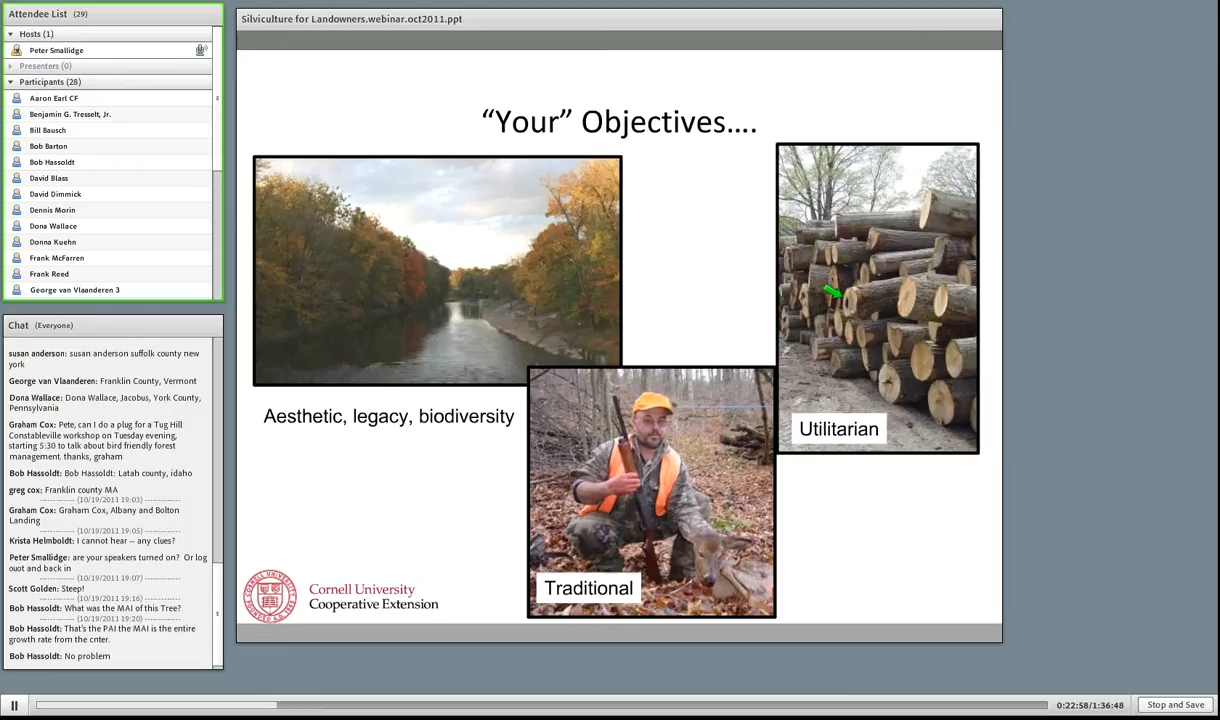 Attendee List (29)
Hosts (1)
Peter Smallidge
Presenters (0)
Participants (28)
Aaron Earl CF
Benjamin G. Tresselt, Jr.
Bill Bausch
Bob Barton
Bob Hassoldt
David Blass
David Dimmick
Dennis Morin
Dona Wallace
Donna Kuehn
Frank McFarren
Frank Reed
George van Vlaanderen 3
Chat (Everyone)
susan anderson: susan anderson suffolk county new
york
George van Vlaanderen: Franklin County, Vermont
Dona Wallace: Dona Wallace, Jacobus, York County,
Pennsylvania
Graham Cox: Pete, can I do a plug for a Tug Hill
Constableville workshop on Tuesday evening,
starting 5:30 to talk about bird friendly forest
management. thanks, graham
Bob Hassoldt: Bob Hassoldt: Latah county, idaho
greg cox: Franklin county MA
------------ (10/19/2011 19:03) -------------
Graham Cox: Graham Cox, Albany and Bolton
Landing
------------ (10/19/2011 19:05) -------------
Krista Helmboldt: I cannot hear -- any clues?
Peter Smallidge: are your speakers turned on? Or log
ouot and back in
------------ (10/19/2011 19:07) -------------
Scott Golden: Steep!
------------ (10/19/2011 19:16) -------------
Bob Hassoldt: What was the MAI of this Tree?
------------ (10/19/2011 19:20) -------------
Bob Hassoldt: That's the PAI the MAI is the entire
growth rate from the cnter.
Bob Hassoldt: No problem
Silviculture for Landowners.webinar.oct2011.ppt
“Your” Objectives....
Aesthetic, legacy, biodiversity
Utilitarian
Traditional
Cornell University
Cooperative Extension
0:22:58/1:36:48
Stop and Save